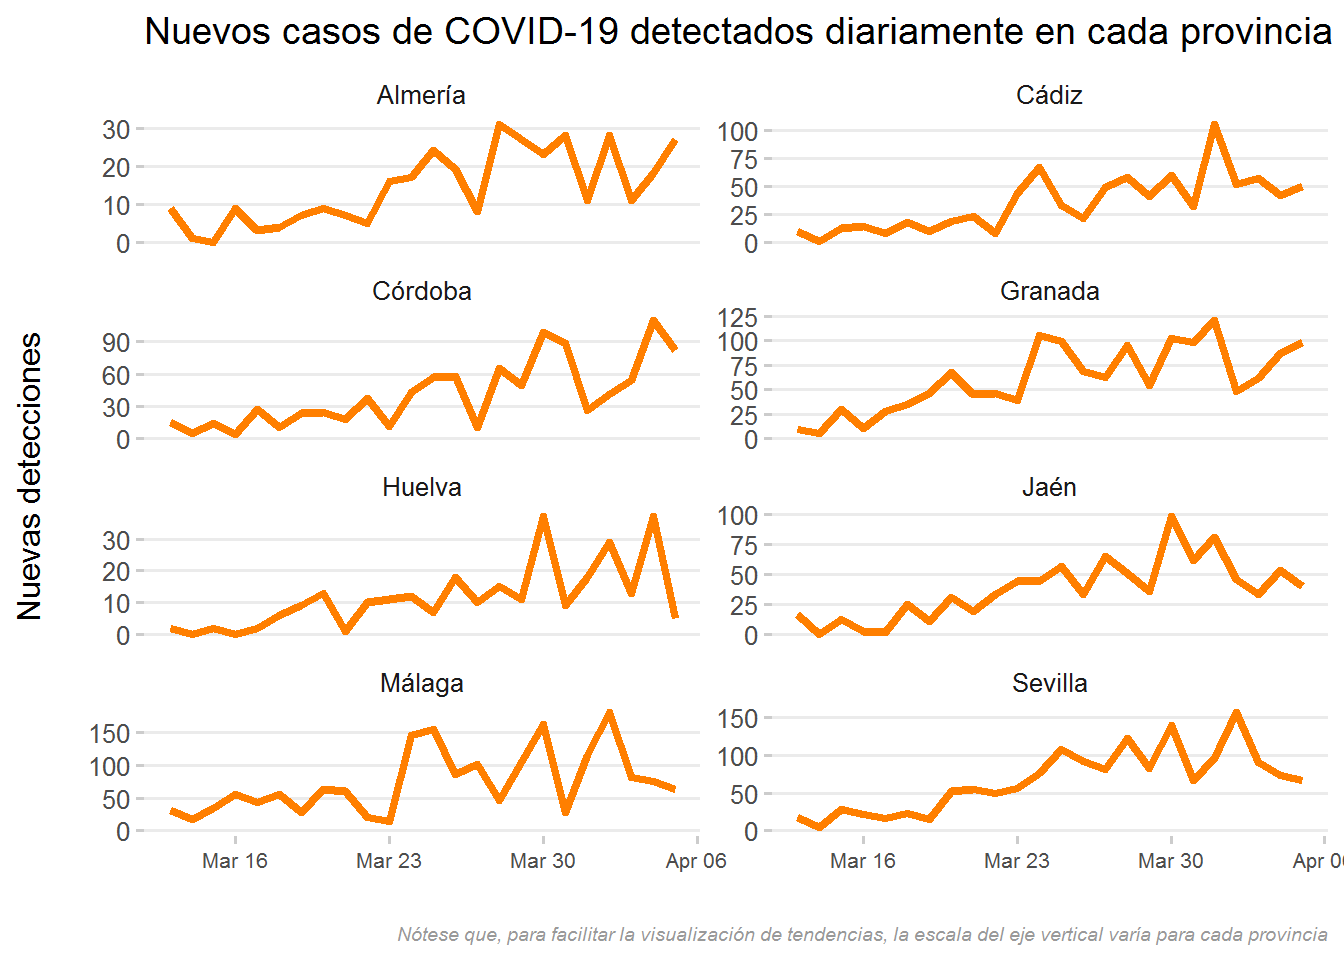 Nuevos casos de COVID-19 detectados diariamente en cada provincia
Nuevas detecciones
Almería
30
20
10
0
Cádiz
100
75
50
25
0
Córdoba
90
60
30
0
Granada
125
100
75
50
25
0
Huelva
30
20
10
0
Jaén
100
75
50
25
0
Málaga
150
100
50
0
Sevilla
150
100
50
0
Mar 16 Mar 23 Mar 30 Apr 06
Mar 16 Mar 23 Mar 30 Apr 0
Nótese que, para facilitar la visualización de tendencias, la escala del eje vertical varía para cada provincia